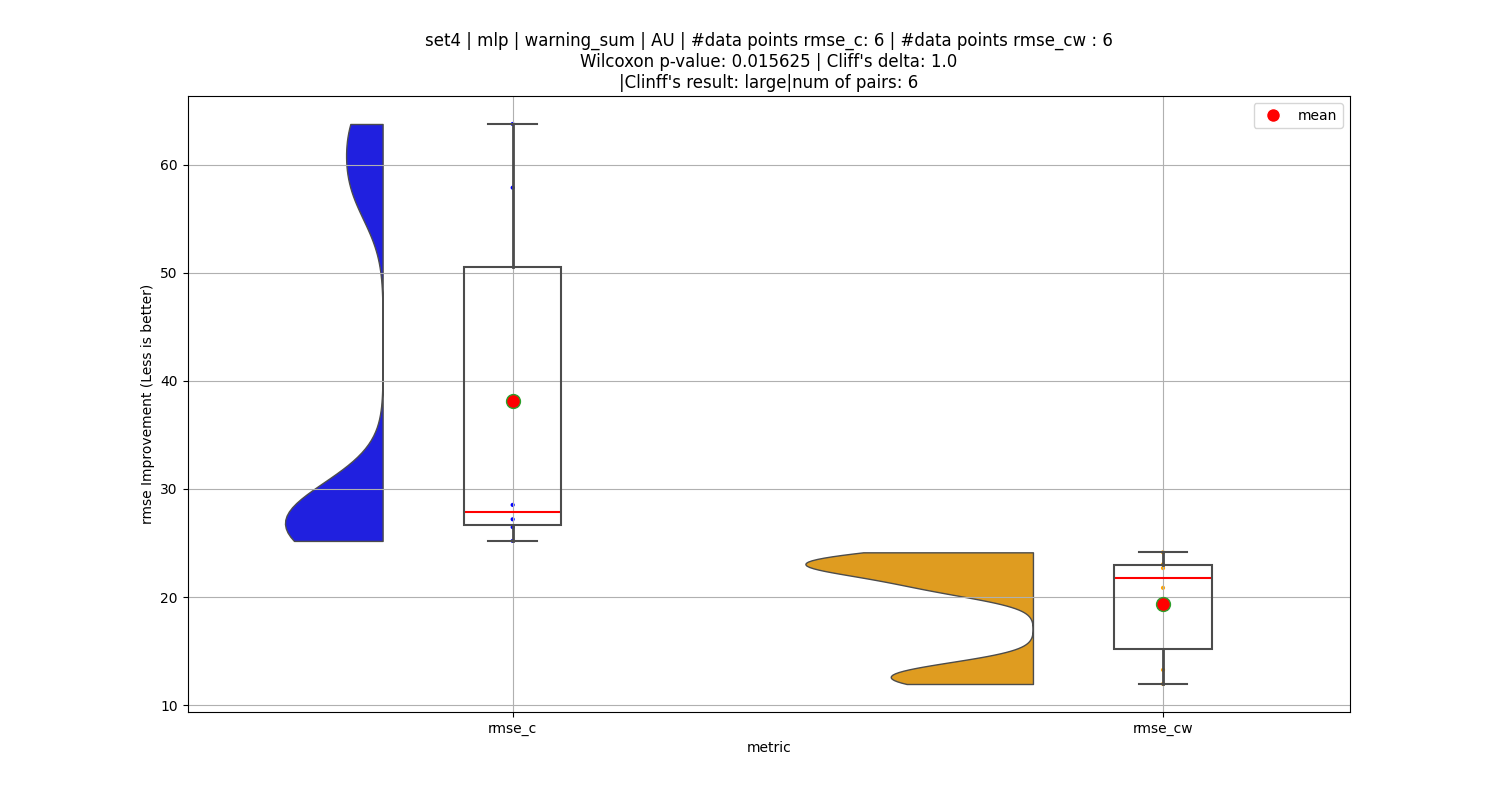 set4 | mlp | warning_sum | AU | #data points rmse_c: 6 | #data points rmse_cw : 6
Wilcoxon p-value: 0.015625 | Cliff's delta: 1.0
|Clinff's result: large|num of pairs: 6
mean
60
50
40
30
20
10
rmse Improvement (Less is better)
rmse_c
rmse_cw
metric